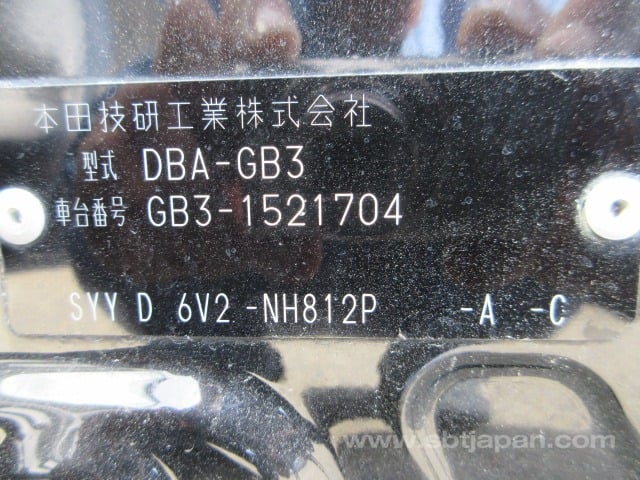 本田技研工業株式会社
型式 DBA-GB3
車台番号 GB3-1521704
SYY D 6V2 -NH812P -A -C
www.sbtjapan.com